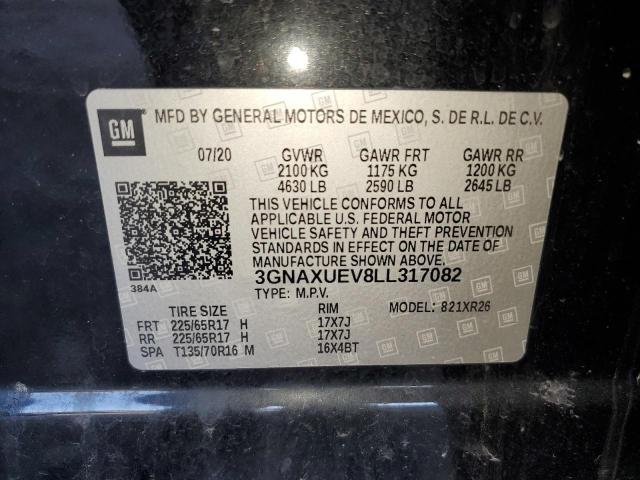 GM MFD BY GENERAL MOTORS DE MEXICO, S. DE R.L. DE C.V.
07/20 GVWR GAWR FRT GAWR RR
2100 KG 1175 KG 1200 KG
4630 LB 2590 LB 2645 LB
THIS VEHICLE CONFORMS TO ALL
APPLICABLE U.S. FEDERAL MOTOR
VEHICLE SAFETY AND THEFT PREVENTION
STANDARDS IN EFFECT ON THE DATE OF
MANUFACTURE SHOWN ABOVE.
3GNAXUEV8LL317082
384A TYPE: M.P.V.
TIRE SIZE RIM MODEL: 821XR26
FRT 225/65R17 H 17X7J
RR 225/65R17 H 17X7J
SPA T135/70R16 M 16X4BT